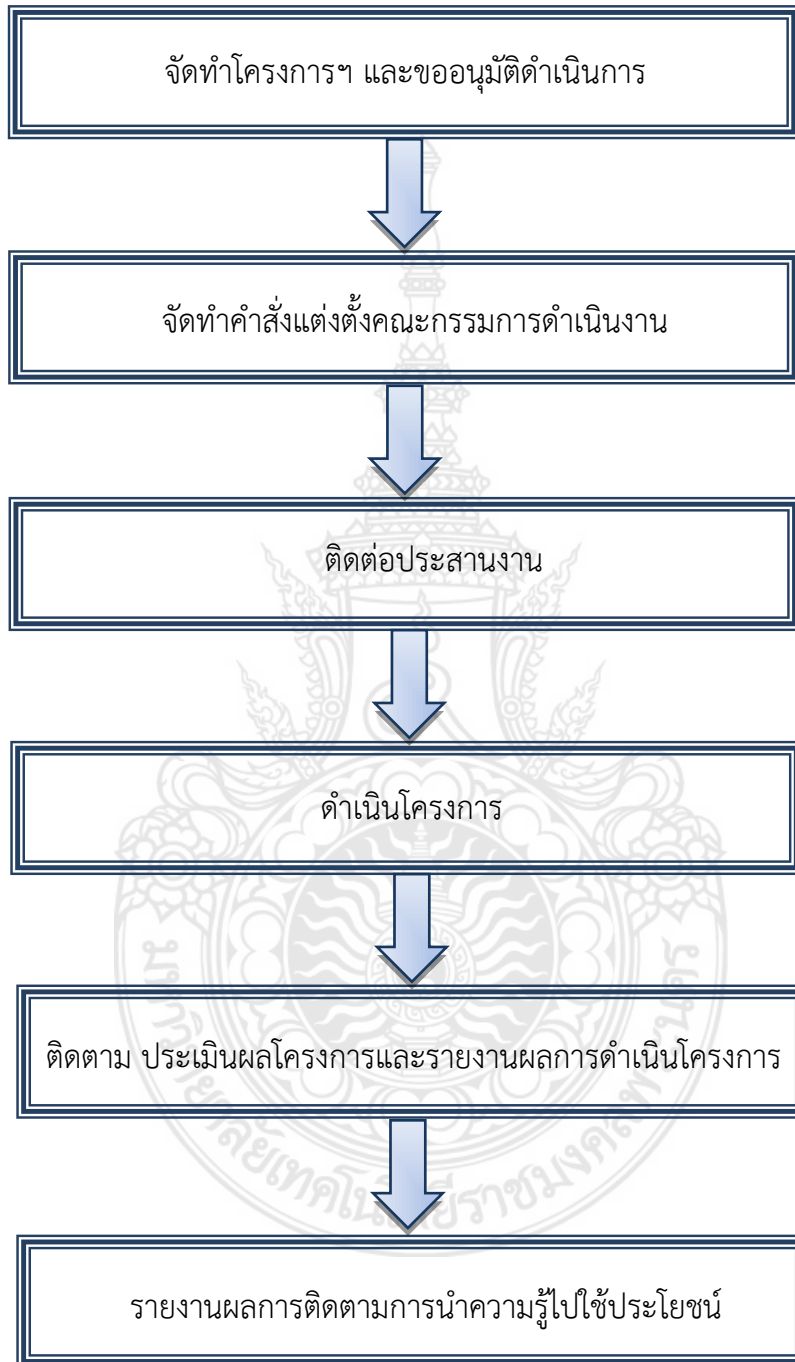 จัดทำโครงการฯ และขออนุมัติดำเนินการ
จัดทำคำสั่งแต่งตั้งคณะกรรมการดำเนินงาน
ติดต่อประสานงาน
ดำเนินโครงการ
ติดตาม ประเมินผลโครงการและรายงานผลการดำเนินโครงการ
รายงานผลการติดตามการนำความรู้ไปใช้ประโยชน์